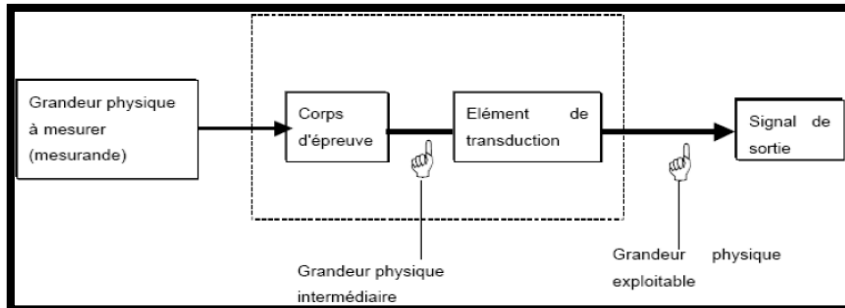 Grandeur physique
à mesurer
(mesurande)
Corps
d'épreuve
Elément de
transduction
Signal de
sortie
Grandeur physique
intermédiaire
Grandeur physique
exploitable